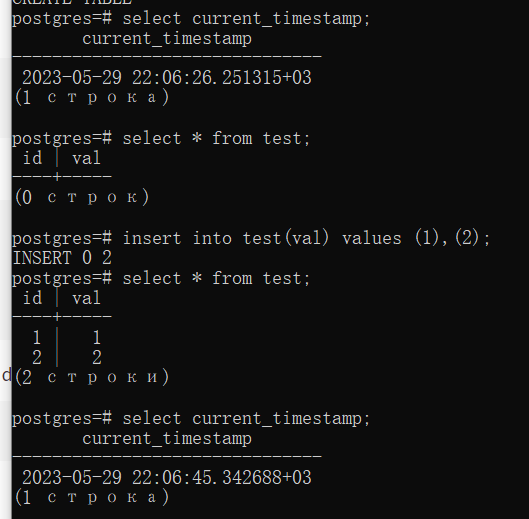 CREATE TABLE
postgres=# select current_timestamp;
current_timestamp
-------------------------------
2023-05-29 22:06:26.251315+03
(1 строка)
postgres=# select * from test;
id | val
----+-----
(0 строк)
postgres=# insert into test(val) values (1),(2);
INSERT 0 2
postgres=# select * from test;
id | val
----+-----
1 | 1
2 | 2
d(2 строки)
postgres=# select current_timestamp;
current_timestamp
-------------------------------
2023-05-29 22:06:45.342688+03
(1 строка)